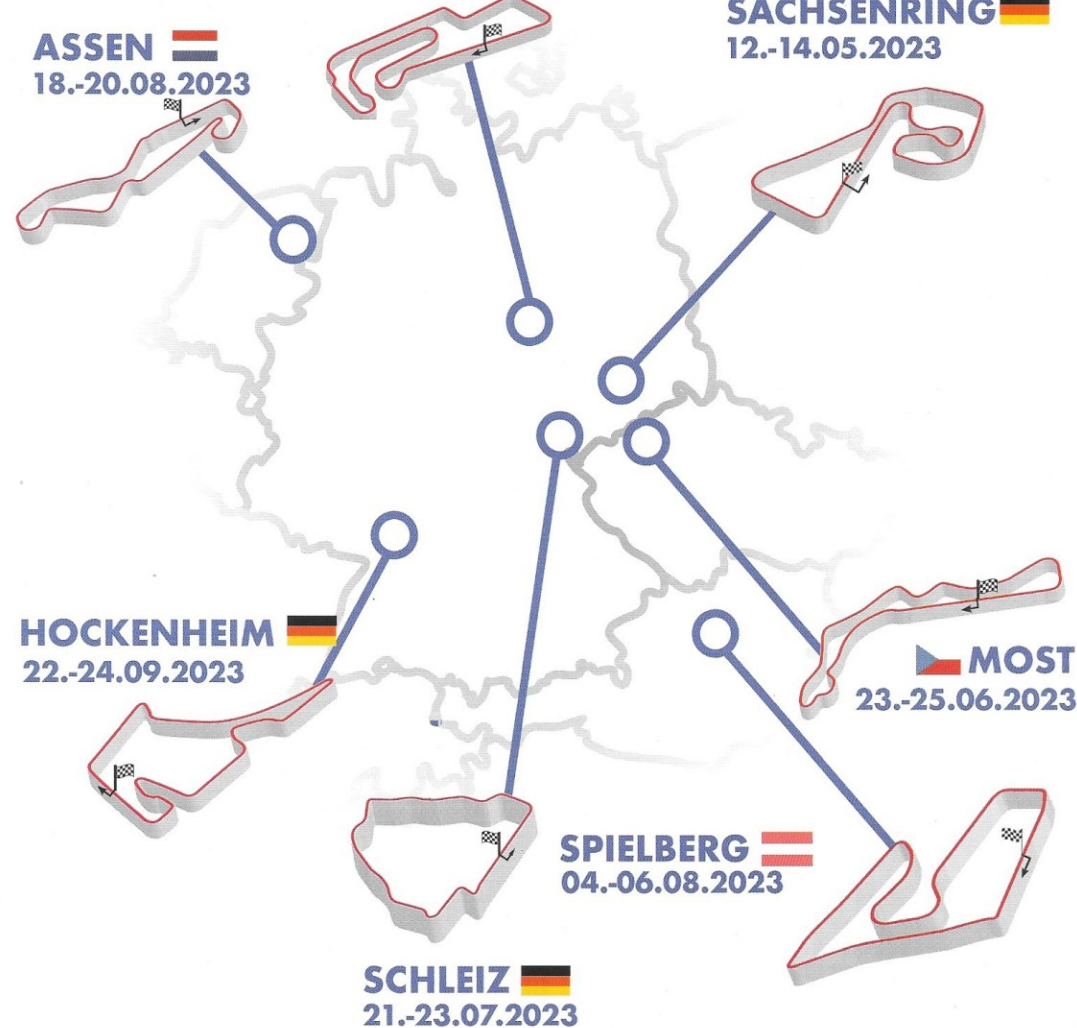 SACHSENRING
12.-14.05.2023
ASSEN
18.-20.08.2023
HOCKENHEIM
22.-24.09.2023
MOST
23.-25.06.2023
SPIELBERG
04.-06.08.2023
SCHLEIZ
21.-23.07.2023